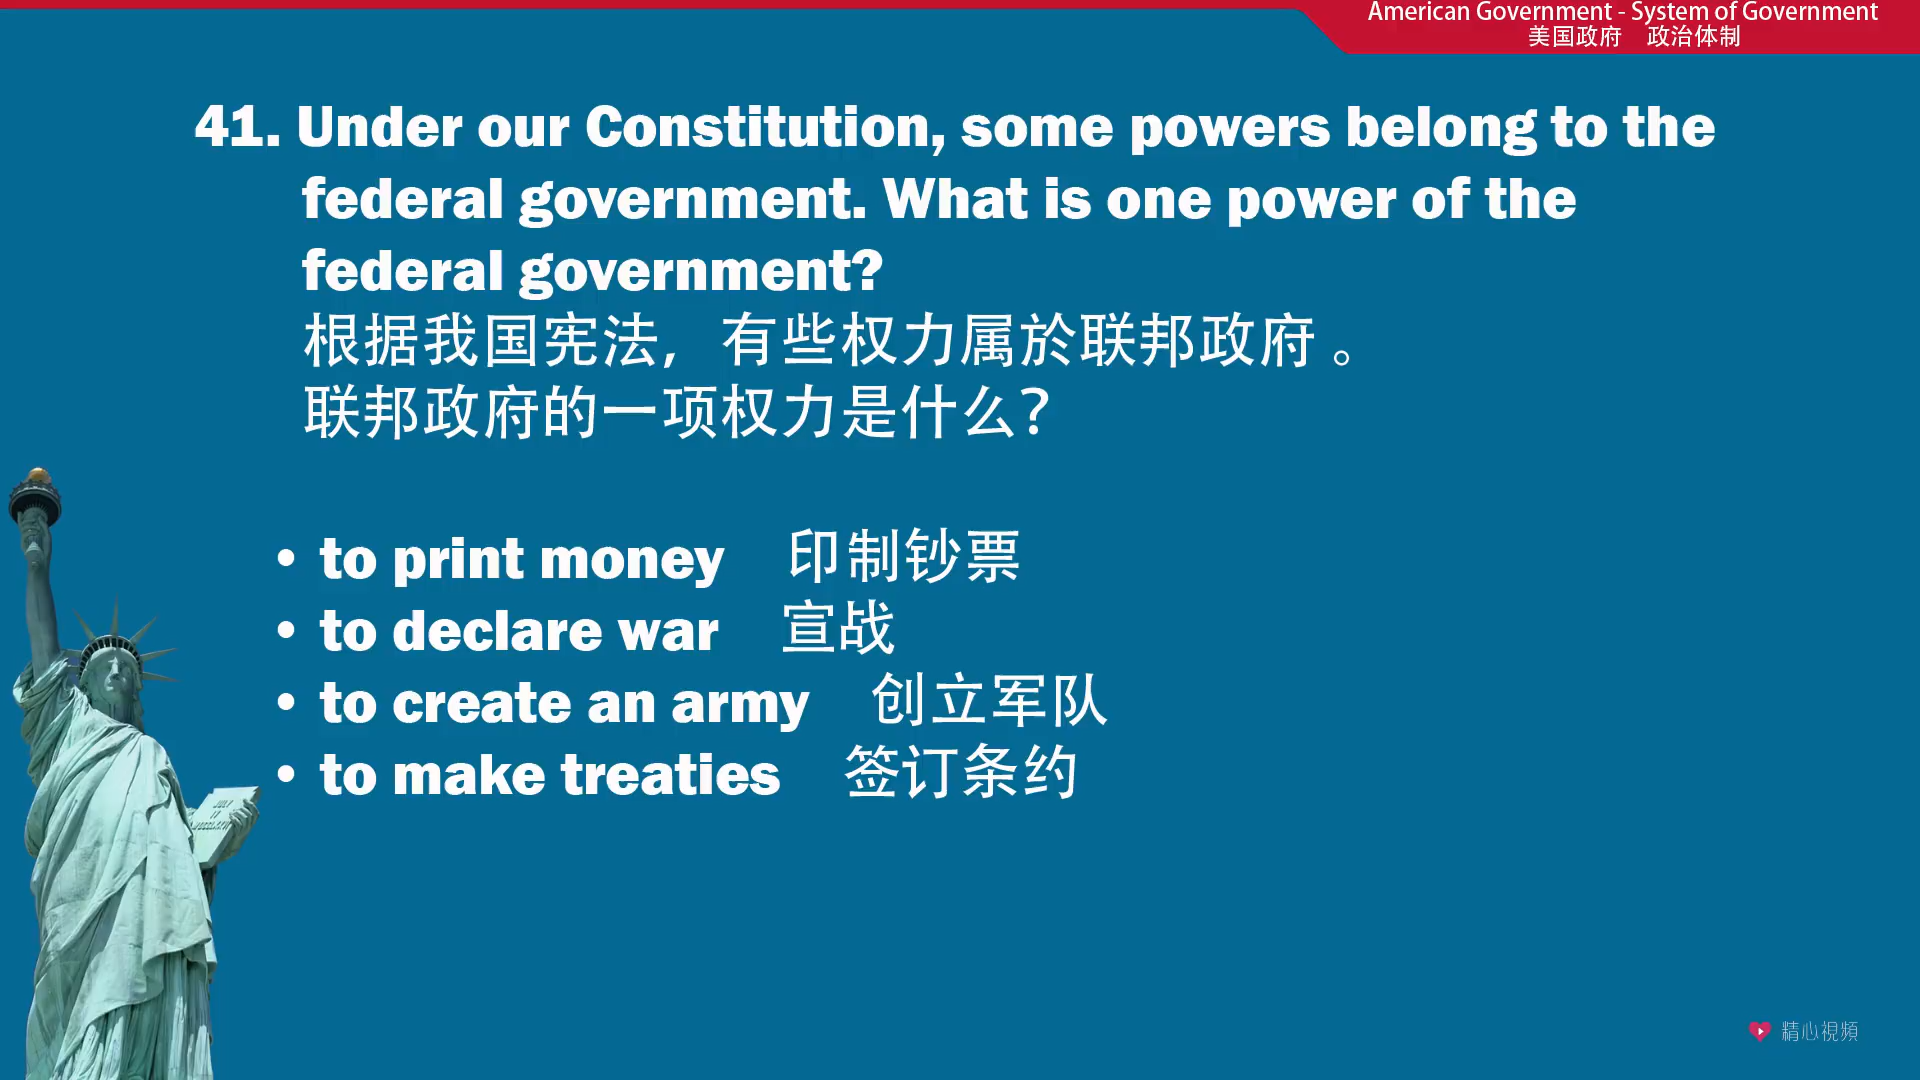 American Government - System of Government
美国政府 政治体制
41. Under our Constitution, some powers belong to the
federal government. What is one power of the
federal government?
根据我国宪法，有些权力属於联邦政府。
联邦政府的一项权力是什么？
• to print money 印制钞票
• to declare war 宣战
• to create an army 创立军队
• to make treaties 签订条约
JULY
IV
精心視頻